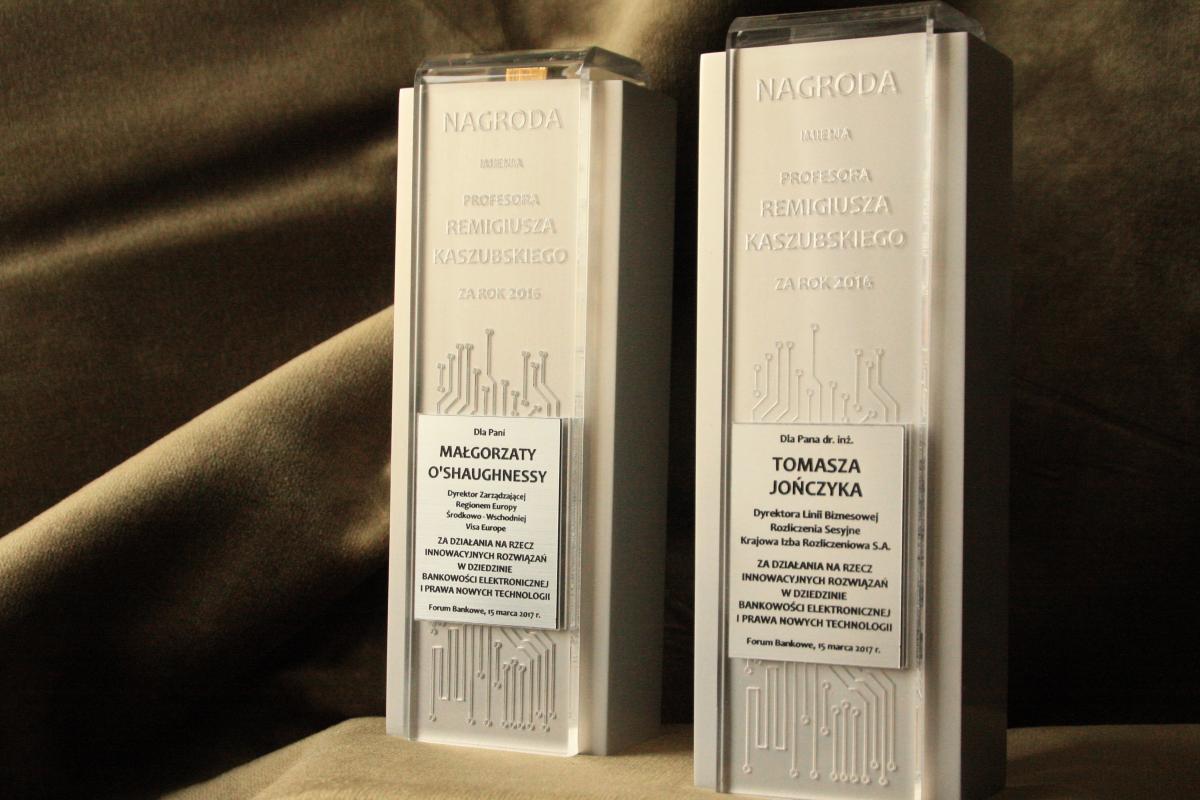 NAGRODA
IMIENIA
PROFESORA
REMIGIUSZA
KASZUBSKIEGO
ZA ROK 2016
Dla Pani
MAŁGORZATY
O'SHAUGHNESSY
Dyrektor Zarządzającej
Regionem Europy
Środkowo - Wschodniej
Visa Europe
ZA DZIAŁANIA NA RZECZ
INNOWACYJNYCH ROZWIĄZAŃ
W DZIEDZINIE
BANKOWOŚCI ELEKTRONICZNEJ
I PRAWA NOWYCH TECHNOLOGII
Forum Bankowe, 15 marca 2017 r.
NAGRODA
IMIENIA
PROFESORA
REMIGIUSZA
KASZUBSKIEGO
ZA ROK 2016
Dla Pana dr. inż.
TOMASZA
JOŃCZYKA
Dyrektora Linii Biznesowej
Rozliczenia Sesyjne
Krajowa Izba Rozliczeniowa S.A.
ZA DZIAŁANIA NA RZECZ
INNOWACYJNYCH ROZWIĄZAŃ
W DZIEDZINIE
BANKOWOŚCI ELEKTRONICZNEJ
I PRAWA NOWYCH TECHNOLOGII
Forum Bankowe, 15 marca 2017 r.